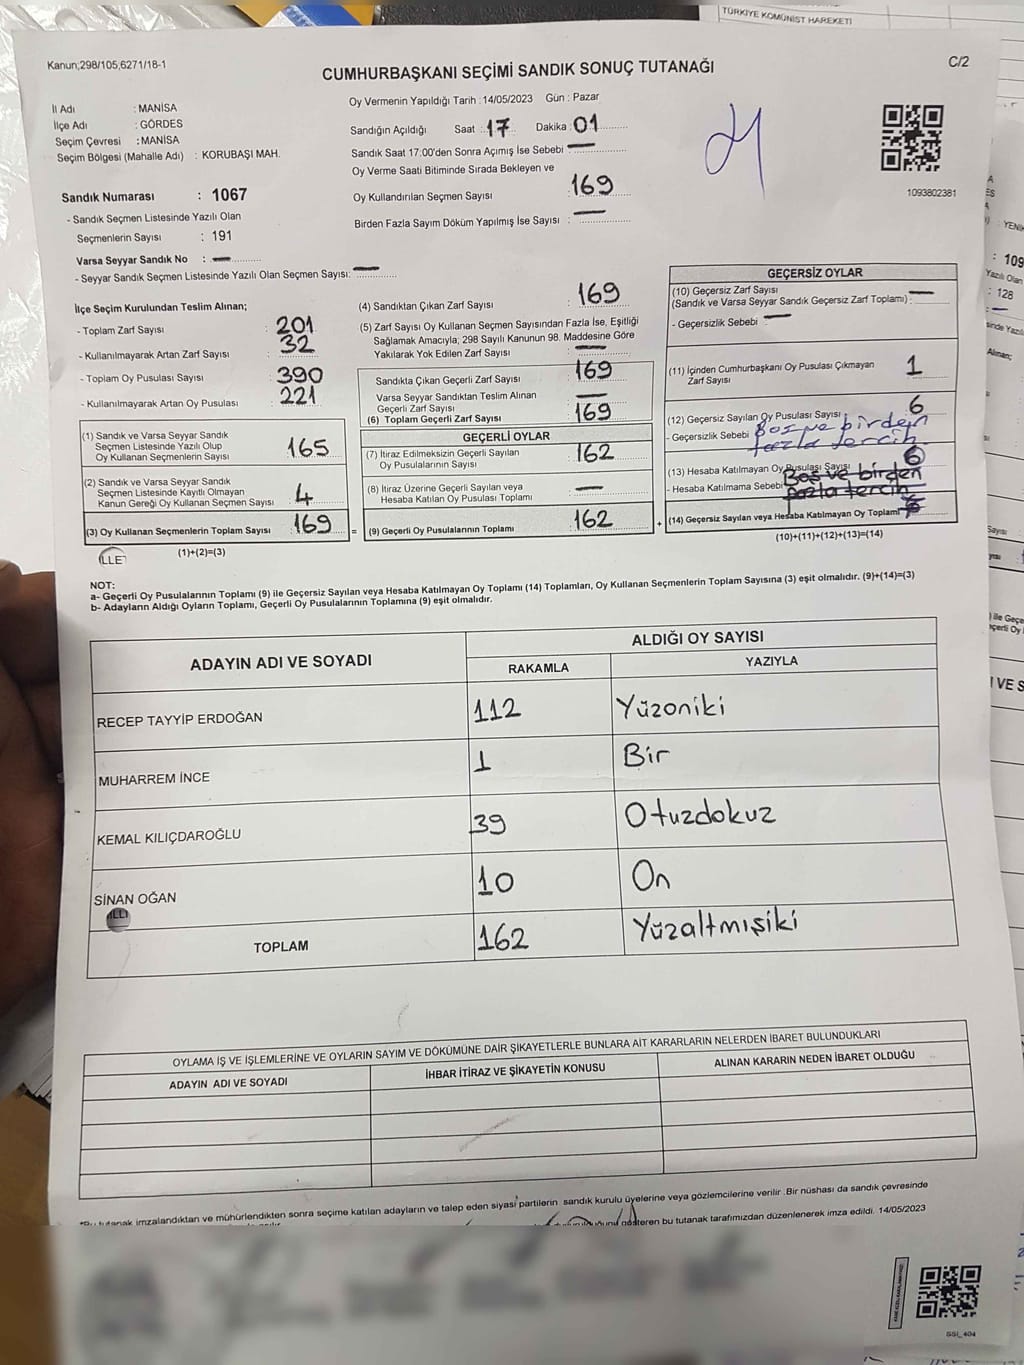 TÜRKİYE KOMÜNİST HAREKETİ
Kanun;298/105,6271/18-1
C/2
CUMHURBAŞKANI SEÇİMİ SANDIK SONUÇ TUTANAĞI
İl Adı : MANİSA
İlçe Adı : GÖRDES
Seçim Çevresi : MANİSA
Seçim Bölgesi (Mahalle Adı) : KORUBAŞI MAH.
Oy Vermenin Yapıldığı Tarih :14/05/2023 Gün : Pazar
Sandığın Açıldığı Saat : 17 Dakika : 01
Sandık Saat 17:00'den Sonra Açımış İse Sebebi : —
Oy Verme Saati Bitiminde Sırada Bekleyen ve
Oy Kullandırılan Seçmen Sayısı : 169
Birden Fazla Sayım Döküm Yapılmış İse Sayısı : —
1093802381
Sandık Numarası : 1067
- Sandık Seçmen Listesinde Yazılı Olan
Seçmenlerin Sayısı : 191
Varsa Seyyar Sandık No : —
- Seyyar Sandık Seçmen Listesinde Yazılı Olan Seçmen Sayısı: —
İlçe Seçim Kurulundan Teslim Alınan;
- Toplam Zarf Sayısı : 201
- Kullanılmayarak Artan Zarf Sayısı : 32
- Toplam Oy Pusulası Sayısı : 390
- Kullanılmayarak Artan Oy Pusulası : 221
(1) Sandık ve Varsa Seyyar Sandık
Seçmen Listesinde Yazılı Olup
Oy Kullanan Seçmenlerin Sayısı 165
(2) Sandık ve Varsa Seyyar Sandık
Seçmen Listesinde Kayıtlı Olmayan
Kanun Gereği Oy Kullanan Seçmen Sayısı 4
(3) Oy Kullanan Seçmenlerin Toplam Sayısı 169 =
(1)+(2)=(3)
(4) Sandıktan Çıkan Zarf Sayısı : 169
(5) Zarf Sayısı Oy Kullanan Seçmen Sayısından Fazla İse, Eşitliği
Sağlamak Amacıyla; 298 Sayılı Kanunun 98. Maddesine Göre
Yakılarak Yok Edilen Zarf Sayısı : —
Sandıkta Çıkan Geçerli Zarf Sayısı 169
Varsa Seyyar Sandıktan Teslim Alınan
Geçerli Zarf Sayısı —
(6) Toplam Geçerli Zarf Sayısı 169
GEÇERLİ OYLAR
(7) İtiraz Edilmeksizin Geçerli Sayılan
Oy Pusulasının Sayısı 162
(8) İtiraz Üzerine Geçerli Sayılan veya
Hesaba Katılan Oy Pusulası Toplamı —
(9) Geçerli Oy Pusulalarının Toplamı 162 +
GEÇERSİZ OYLAR
(10) Geçersiz Zarf Sayısı
(Sandık ve Varsa Seyyar Sandık Geçersiz Zarf Toplamı) : —
- Geçersizlik Sebebi : —
(11) İçinden Cumhurbaşkanı Oy Pusulası Çıkmayan
Zarf Sayısı 1
(12) Geçersiz Sayılan Oy Pusulası Sayısı 6
- Geçersizlik Sebebi Boş ve birden
fazla tercih
(13) Hesaba Katılmayan Oy Pusulası Sayısı 6
- Hesaba Katılmama Sebebi Boş ve birden
fazla tercih
(14) Geçersiz Sayılan veya Hesaba Katılmayan Oy Toplamı
(10)+(11)+(12)+(13)=(14)
NOT:
a- Geçerli Oy Pusulasının Toplamı (9) ile Geçersiz Sayılan veya Hesaba Katılmayan Oy Toplamı (14) Toplamları, Oy Kullanan Seçmenlerin Toplam Sayısına (3) eşit olmalıdır. (9)+(14)=(3)
b- Adayların Aldığı Oyların Toplamı, Geçerli Oy Pusulalarının Toplamına (9) eşit olmalıdır.
ADAYIN ADI VE SOYADI
ALDIĞI OY SAYISI
RAKAMLA YAZIYLA
RECEP TAYYİP ERDOĞAN 112 Yüzoniki
MUHARREM İNCE 1 Bir
KEMAL KILIÇDAROĞLU 39 Otuzdokuz
SİNAN OĞAN 10 On
TOPLAM 162 Yüzaltmışiki
OYLAMA İŞ VE İŞLEMLERİNE VE OYLARIN SAYIM VE DÖKÜMÜNE DAİR ŞİKAYETLERLE BUNLARA AİT KARARLARIN NELERDEN İBARET BULUNDUKLARI
ADAYIN ADI VE SOYADI İHBAR İTİRAZ VE ŞİKAYETİN KONUSU ALINAN KARARIN NEDEN İBARET OLDUĞU
*Bu tutanak imzalandıktan ve mühürlendikten sonra seçime katılan adayların ve talep eden siyasi partilerin sandık kurulu üyelerine veya gözlemcilerine verilir .Bir nüshası da sandık çevresinde
gösteren bu tutanak tarafımızdan düzenlenerek imza edildi. 14/05/2023
SSI_404